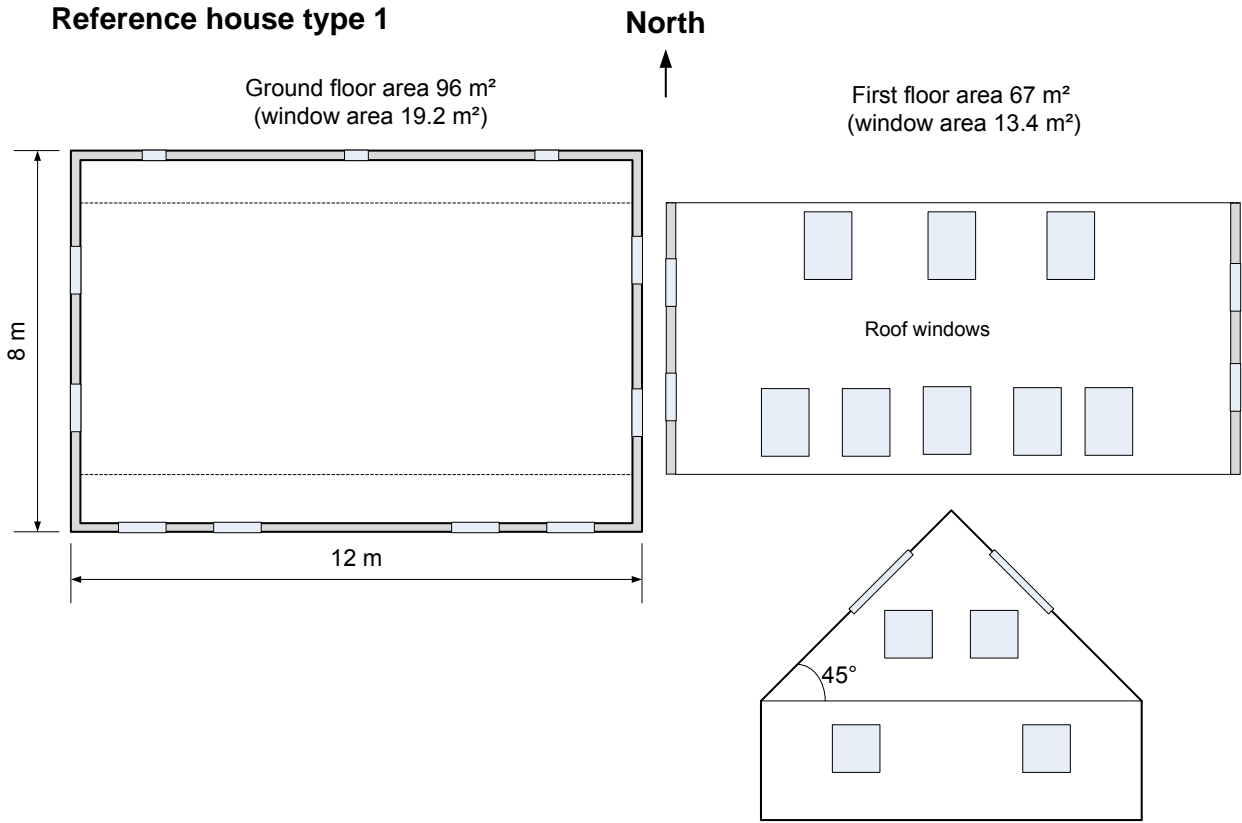 Reference house type 1
North
Ground floor area 96 m²
(window area 19.2 m²)
First floor area 67 m²
(window area 13.4 m²)
8 m
Roof windows
12 m
45°